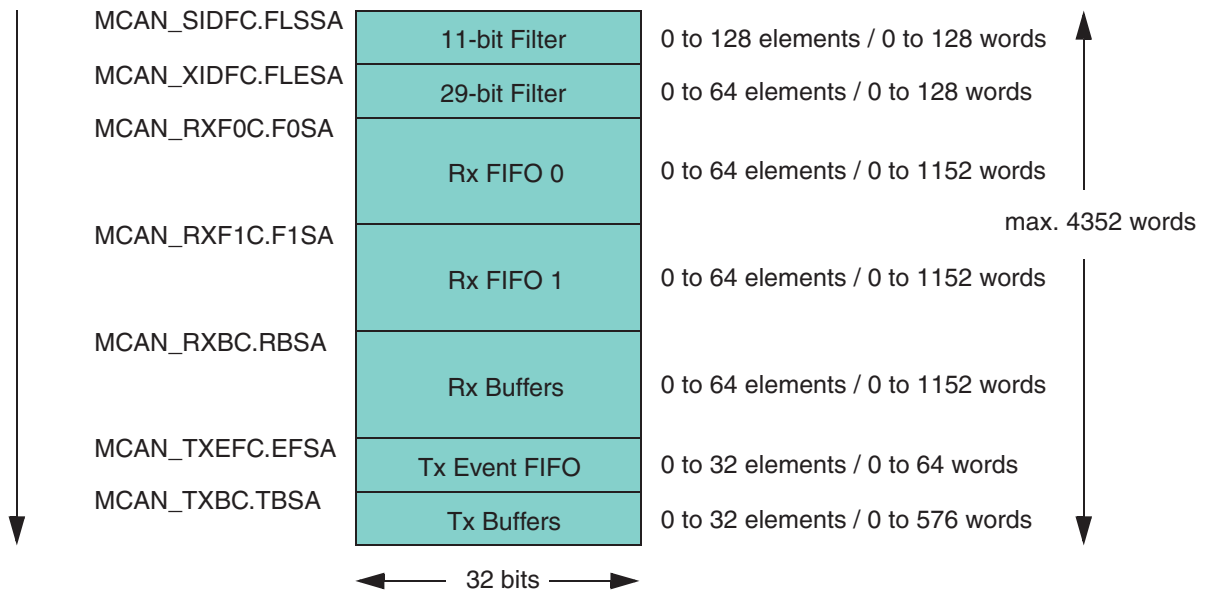 MCAN_SIDFC.FLSSA
11-bit Filter
0 to 128 elements / 0 to 128 words
MCAN_XIDFC.FLESA
29-bit Filter
0 to 64 elements / 0 to 128 words
MCAN_RXF0C.F0SA
Rx FIFO 0
0 to 64 elements / 0 to 1152 words
max. 4352 words
MCAN_RXF1C.F1SA
Rx FIFO 1
0 to 64 elements / 0 to 1152 words
MCAN_RXBC.RBSA
Rx Buffers
0 to 64 elements / 0 to 1152 words
MCAN_TXEFC.EFSA
Tx Event FIFO
0 to 32 elements / 0 to 64 words
MCAN_TXBC.TBSA
Tx Buffers
0 to 32 elements / 0 to 576 words
32 bits